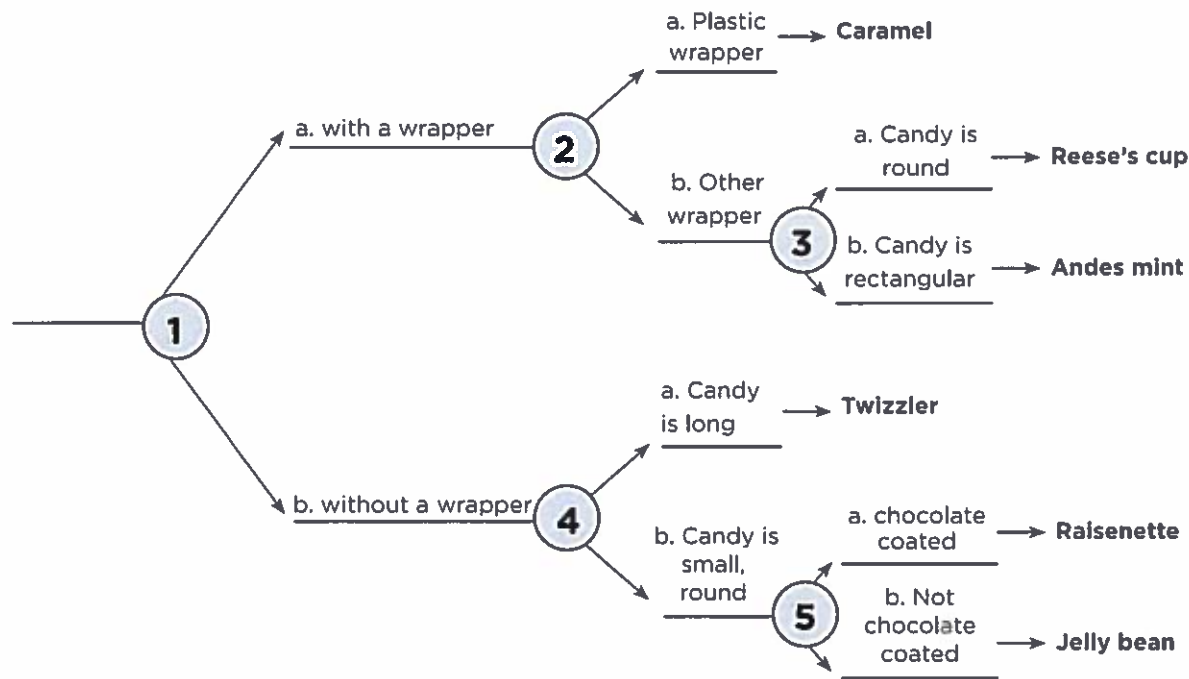 a. Plastic
wrapper
Caramel
a. with a wrapper
2
a. Candy is
round
Reese's cup
b. Other
wrapper
3
b. Candy is
rectangular
Andes mint
1
a. Candy
is long
Twizzler
b. without a wrapper
4
b. Candy is
small,
round
a. chocolate
coated
Raisenette
5
b. Not
chocolate
coated
Jelly bean